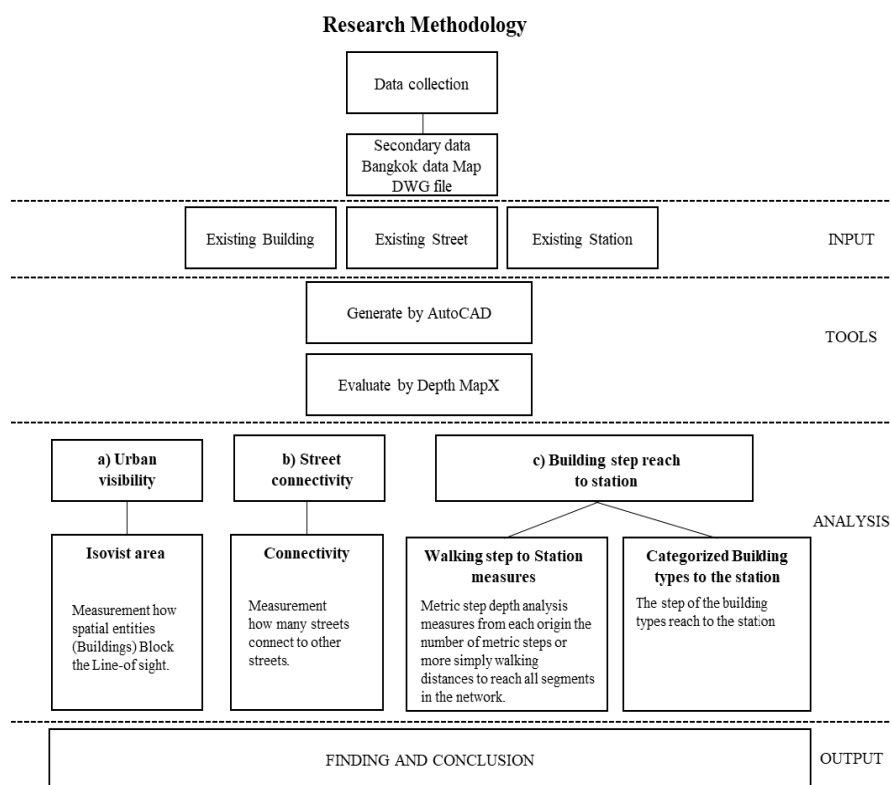 Research Methodology
Data collection
Secondary data
Bangkok data Map
DWG file
Existing Building
Existing Street
Existing Station
INPUT
Generate by AutoCAD
TOOLS
Evaluate by Depth MapX
a) Urban
visibility
b) Street
connectivity
c) Building step reach
to station
ANALYSIS
Isovist area
Measurement how
spatial entities
(Buildings) Block
the Line-of sight.
Connectivity
Measurement
how many streets
connect to other
streets.
Walking step to Station
measures
Metric step depth analysis
measures from each origin the
number of metric steps or
more simply walking
distances to reach all segments
in the network.
Categorized Building
types to the station
The step of the building
types reach to the station
FINDING AND CONCLUSION
OUTPUT